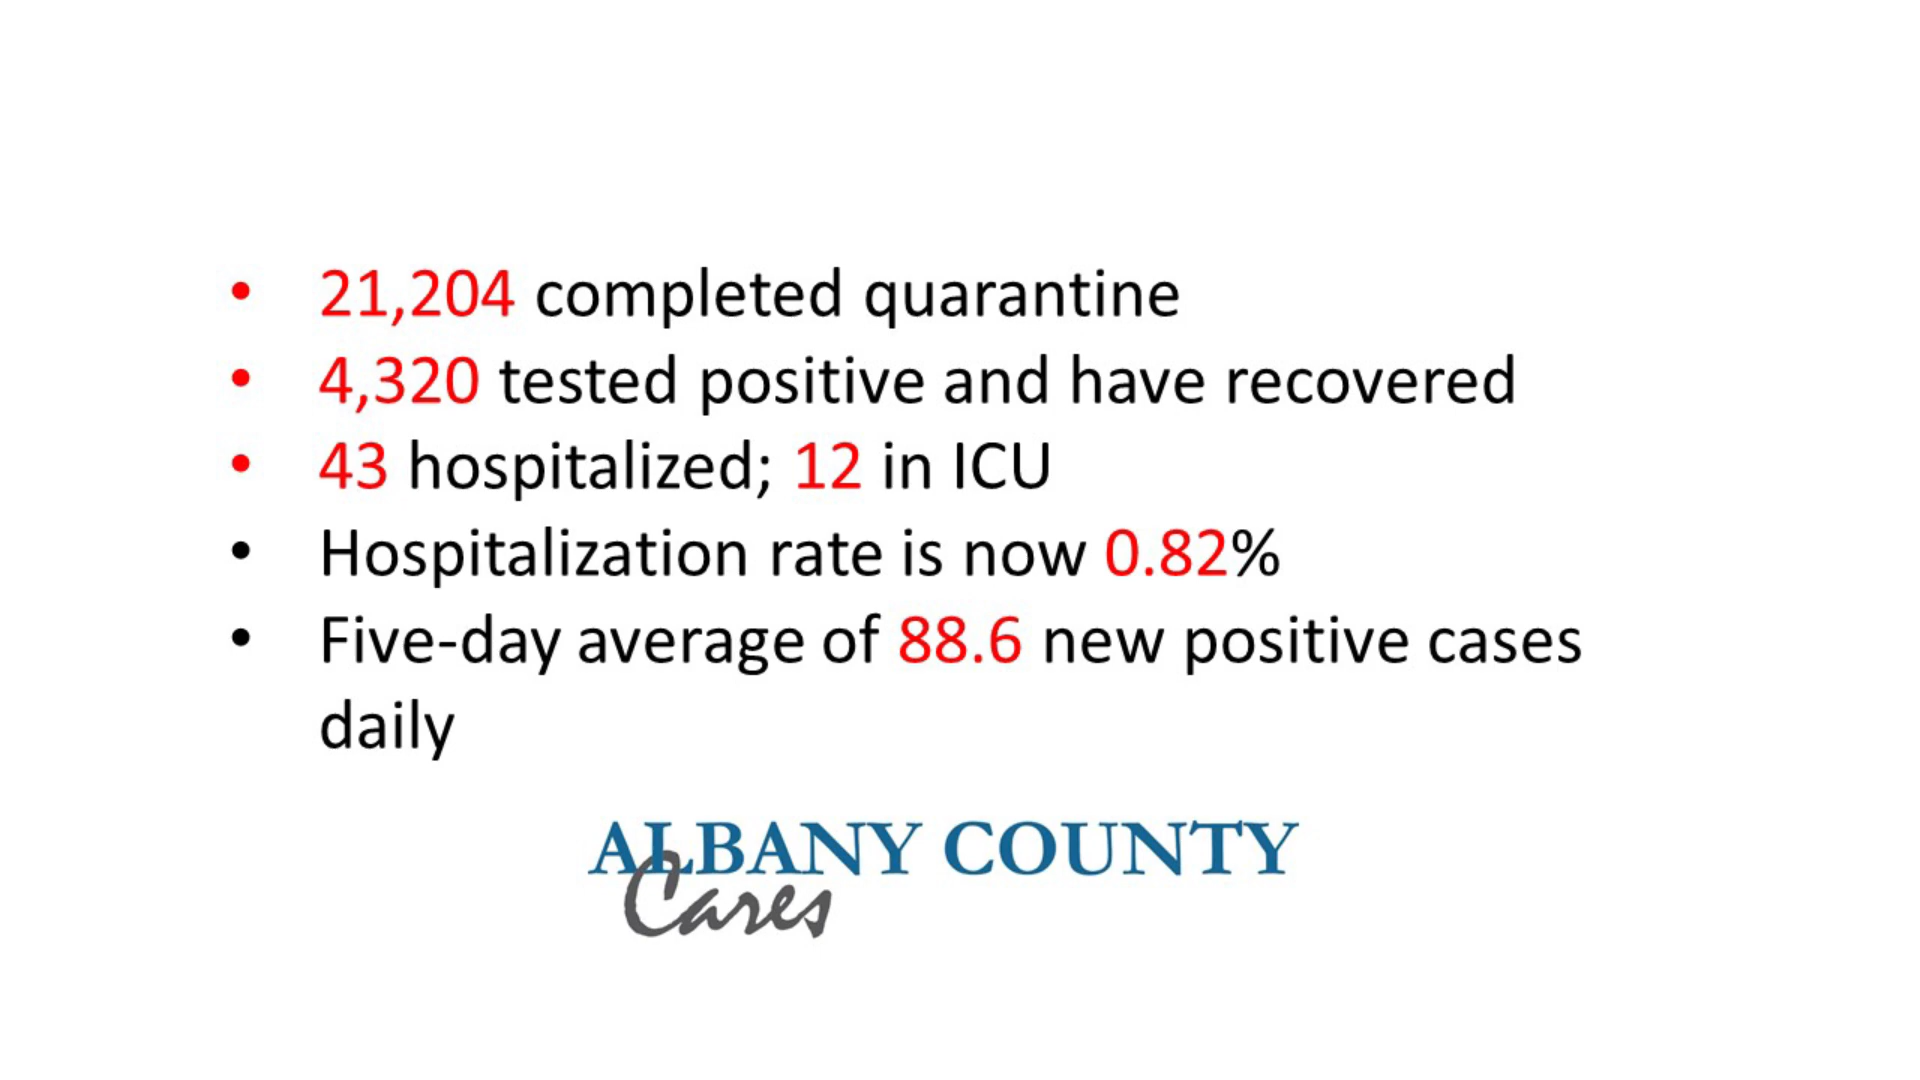 • 21,204 completed quarantine
• 4,320 tested positive and have recovered
• 43 hospitalized; 12 in ICU
• Hospitalization rate is now 0.82%
• Five-day average of 88.6 new positive cases
daily
ALBANY COUNTY
Cares